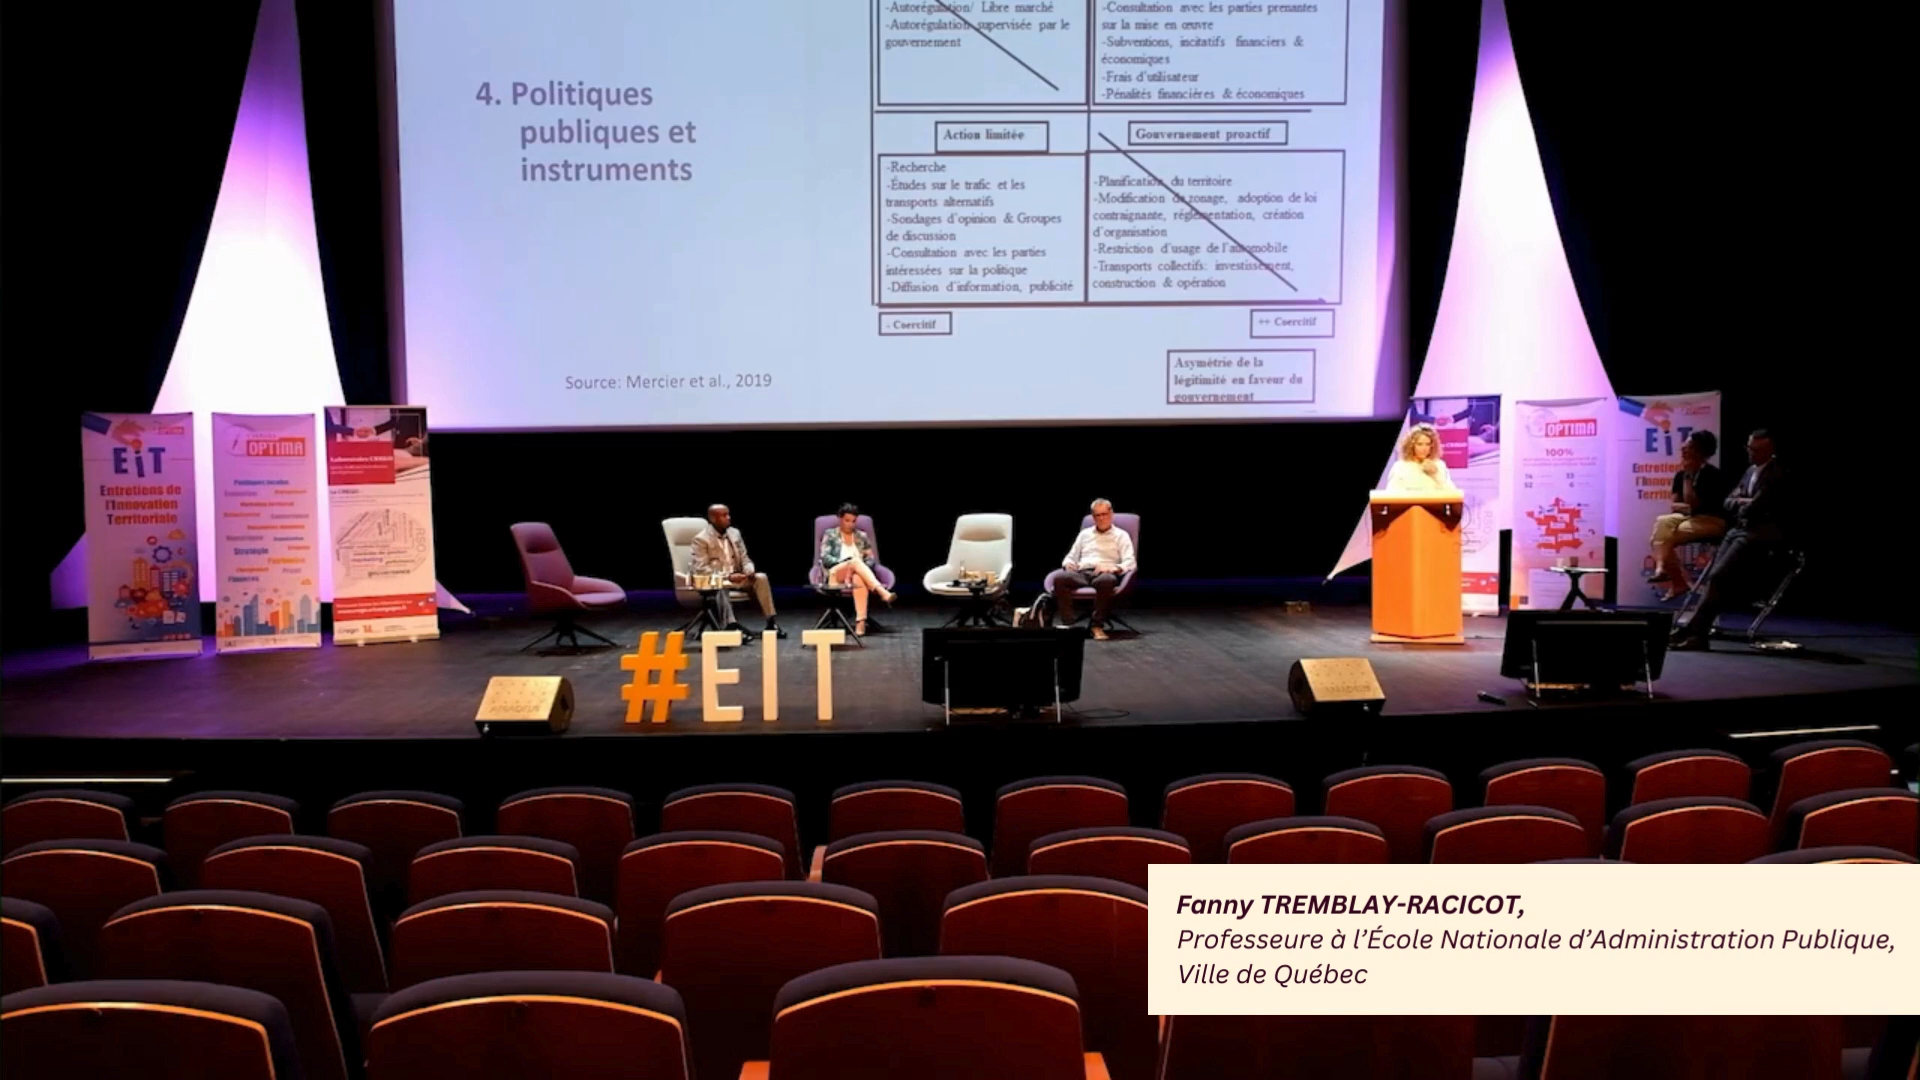 -Autorégulation/ Libre marché
-Autorégulation supervisée par le
gouvernement
-Consultation avec les parties prenantes
sur la mise en œuvre
-Subventions, incitatifs financiers &
économiques
-Frais d'utilisateur
-Pénalités financières & économiques
4. Politiques
publiques et
instruments
Action limitée
Gouvernement proactif
-Recherche
-Études sur le trafic et les
transports alternatifs
-Sondages d'opinion & Groupes
de discussion
-Consultation avec les parties
intéressées sur la politique
-Diffusion d'information, publicité
-Planification du territoire
-Modification de zonage, adoption de loi
contraignante, réglementation, création
d'organisation
-Restriction d'usage de l'automobile
-Transports collectifs: investissement,
construction & opération
- Coercitif
++ Coercitif
Asymétrie de la
légitimité en faveur du
gouvernement
Source: Mercier et al., 2019
EiT
Entretiens de
l'Innovation
Territoriale
OPTIMA
Politiques locales
Stratégie
OPTIMA
100%
EiT
#EIT
Fanny TREMBLAY-RACICOT,
Professeure à l'École Nationale d'Administration Publique,
Ville de Québec